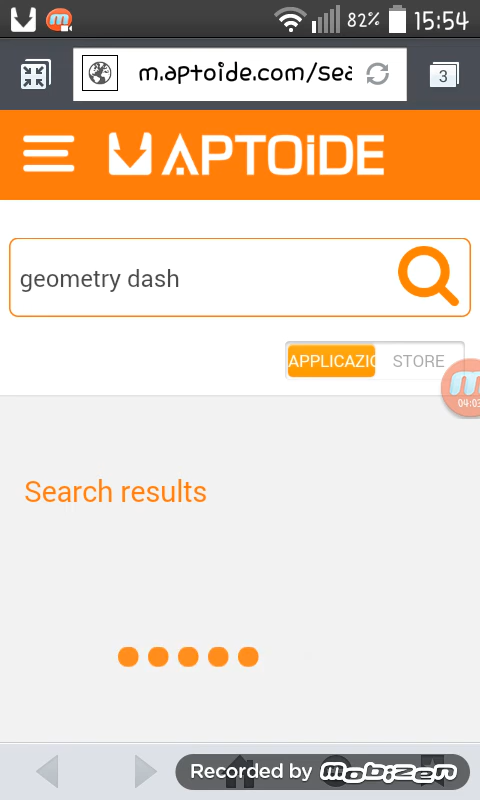 82% 15:54
m.aptoide.com/sea
3
APTOiDE
geometry dash
APPLICAZIO STORE
04:03
Search results
Recorded by mobizen